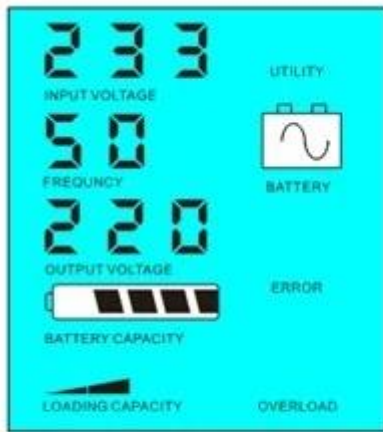 233
UTILITY
INPUT VOLTAGE
50
FREQUNCY
BATTERY
220
OUTPUT VOLTAGE
ERROR
BATTERY CAPACITY
LOADING CAPACITY
OVERLOAD